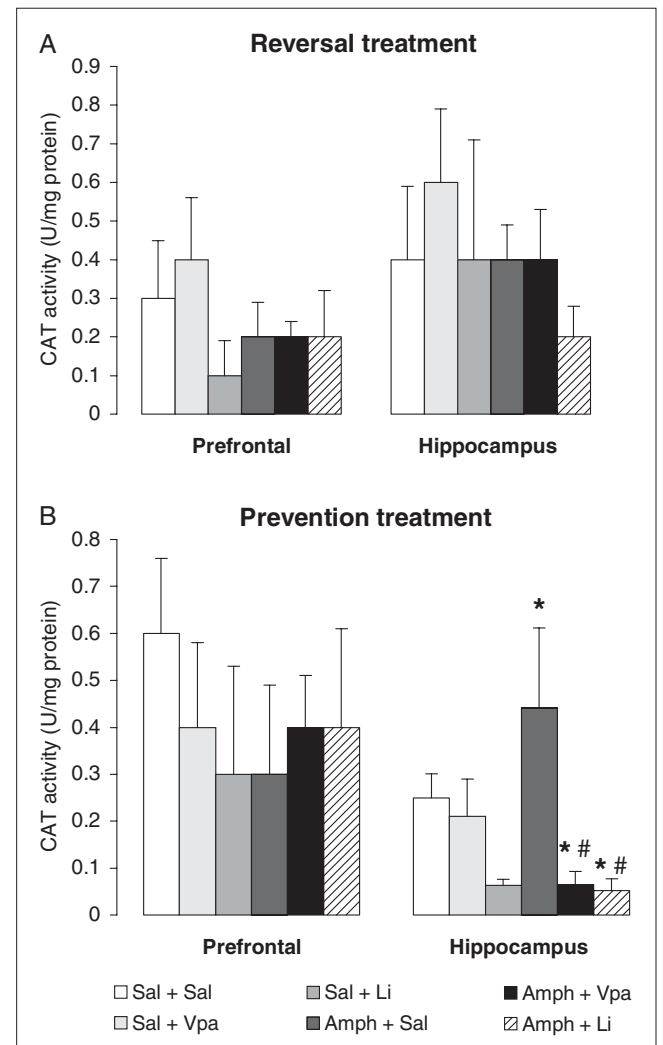 A
Reversal treatment
CAT activity (U/mg protein)
0.9
0.8
0.7
0.6
0.5
0.4
0.3
0.2
0.1
0
Prefrontal Hippocampus
B
Prevention treatment
CAT activity (U/mg protein)
0.8
0.7
0.6
0.5
0.4
0.3
0.2
0.1
0
*
* # * #
Prefrontal Hippocampus
Sal + Sal Sal + Li Amph + Vpa
Sal + Vpa Amph + Sal Amph + Li